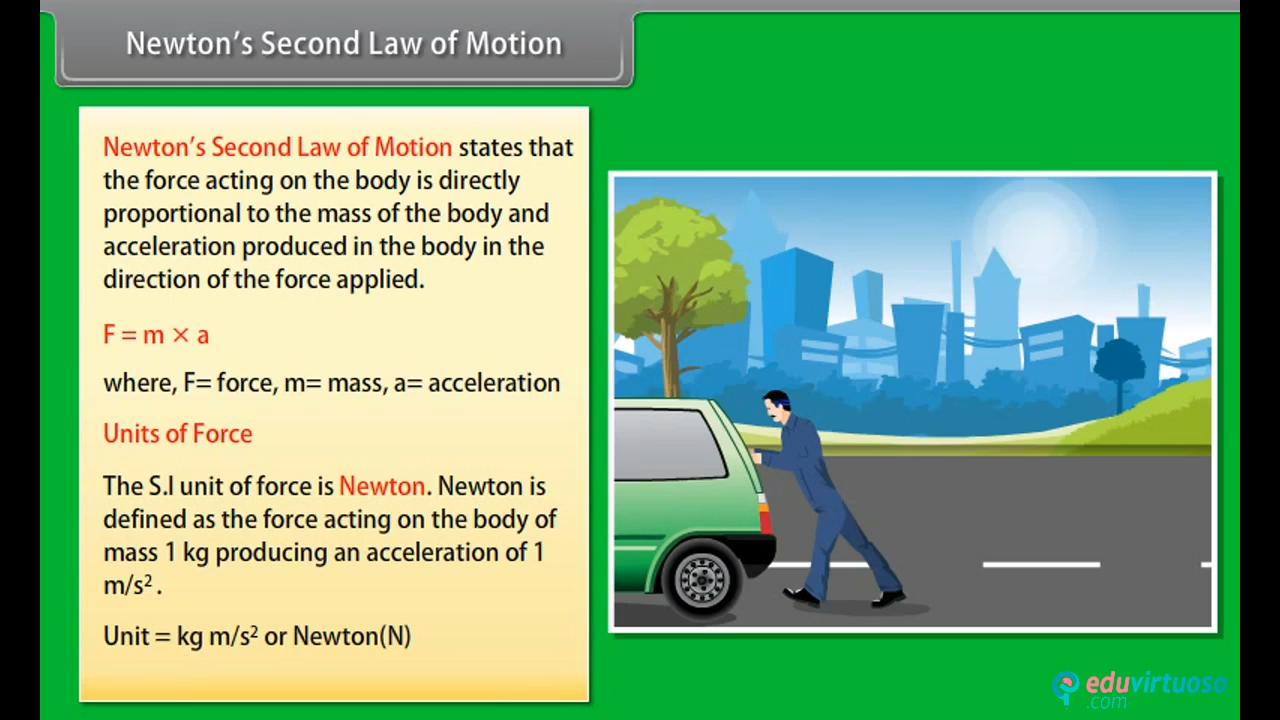 Newton's Second Law of Motion
Newton's Second Law of Motion states that
the force acting on the body is directly
proportional to the mass of the body and
acceleration produced in the body in the
direction of the force applied.
F = m × a
where, F= force, m= mass, a= acceleration
Units of Force
The S.I unit of force is Newton. Newton is
defined as the force acting on the body of
mass 1 kg producing an acceleration of 1
m/s² .
Unit = kg m/s² or Newton(N)
eduvirtuoso
.com